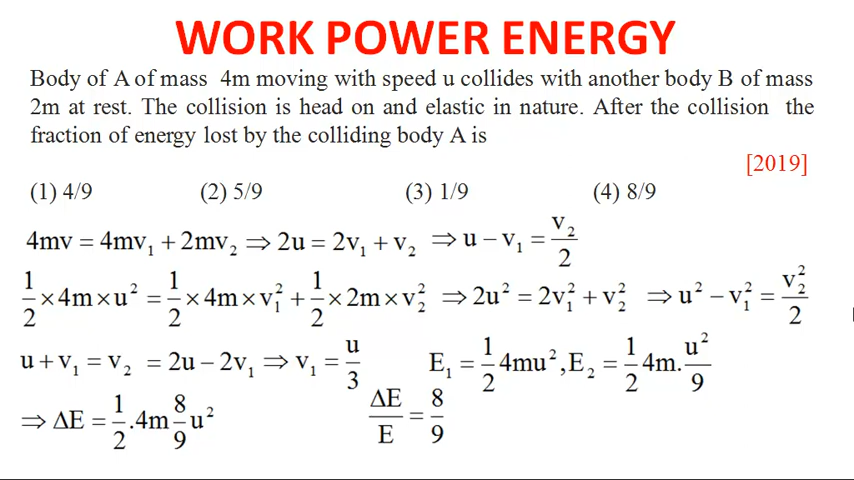 WORK POWER ENERGY
Body of A of mass 4m moving with speed u collides with another body B of mass
2m at rest. The collision is head on and elastic in nature. After the collision the
fraction of energy lost by the colliding body A is
[2019]
(1) 4/9 (2) 5/9 (3) 1/9 (4) 8/9
4mv = 4mv₁ + 2mv₂ ⇒ 2u = 2v₁ + v₂ ⇒ u − v₁ = v₂/2
1/2 × 4m × u² = 1/2 × 4m × v₁² + 1/2 × 2m × v₂² ⇒ 2u² = 2v₁² + v₂² ⇒ u² − v₁² = v₂²/2
u + v₁ = v₂ = 2u − 2v₁ ⇒ v₁ = u/3 E₁ = 1/2 4mu², E₂ = 1/2 4m. u²/9
⇒ ΔE = 1/2 .4m 8/9 u² ΔE/E = 8/9